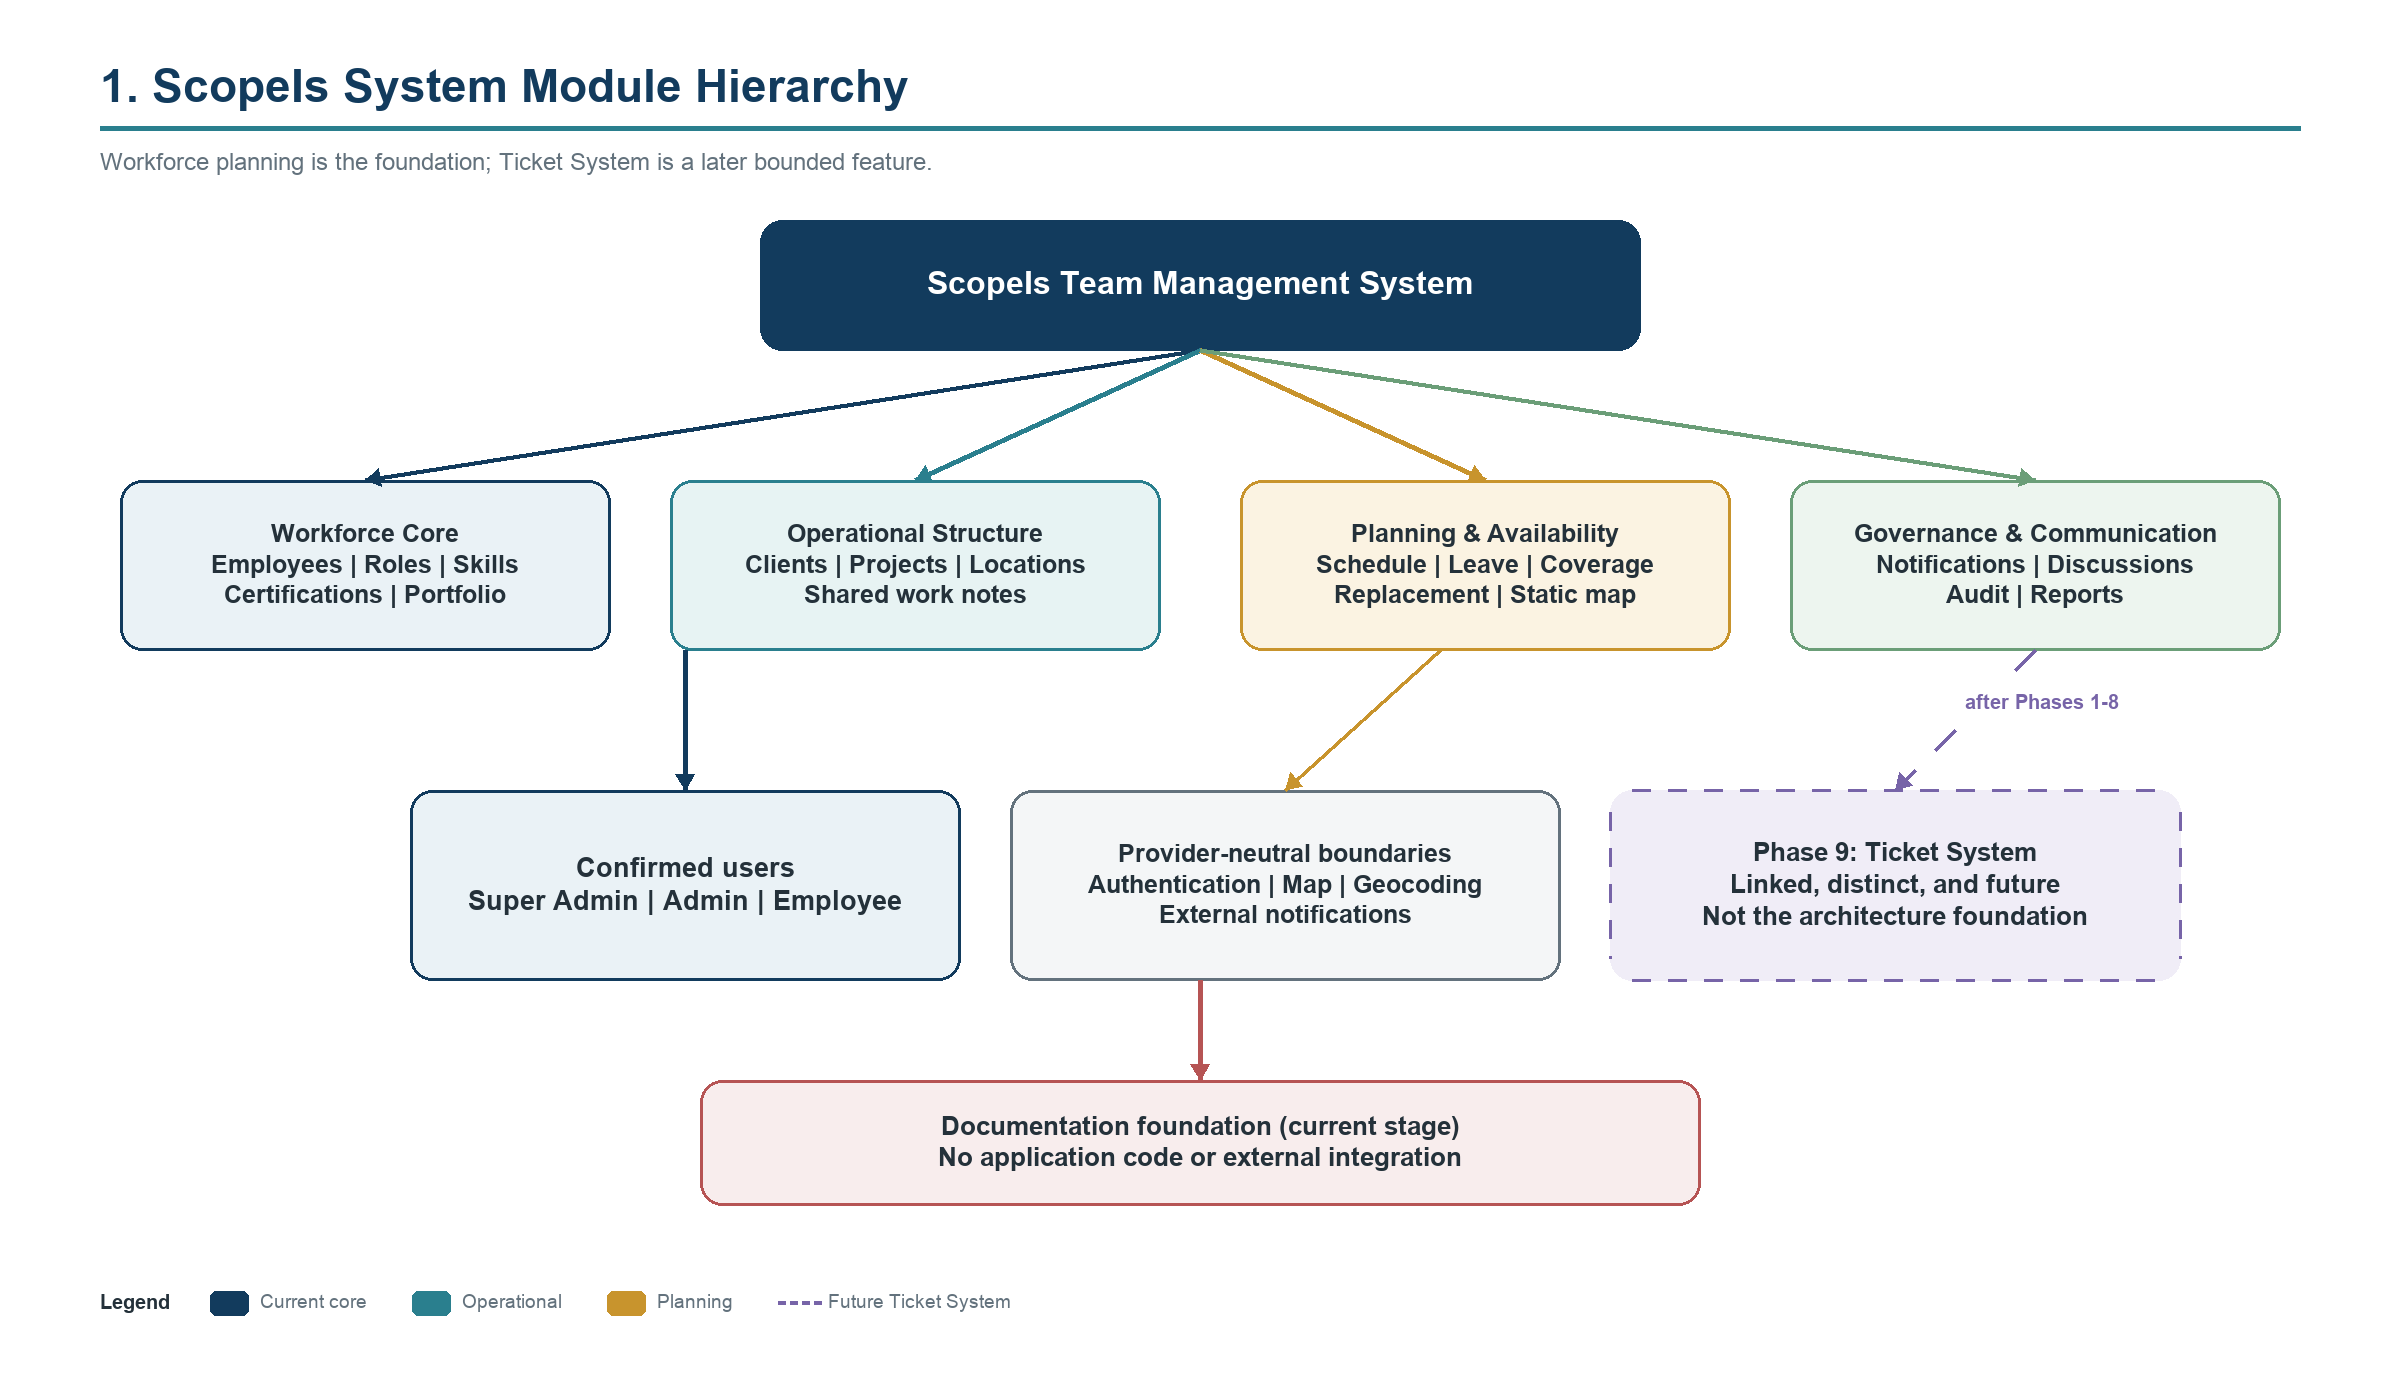 1. Scopels System Module Hierarchy
Workforce planning is the foundation; Ticket System is a later bounded feature.
Scopels Team Management System
Workforce Core
Employees | Roles | Skills
Certifications | Portfolio
Operational Structure
Clients | Projects | Locations
Shared work notes
Planning & Availability
Schedule | Leave | Coverage
Replacement | Static map
Governance & Communication
Notifications | Discussions
Audit | Reports
after Phases 1-8
Confirmed users
Super Admin | Admin | Employee
Provider-neutral boundaries
Authentication | Map | Geocoding
External notifications
Phase 9: Ticket System
Linked, distinct, and future
Not the architecture foundation
Documentation foundation (current stage)
No application code or external integration
Legend
Current core
Operational
Planning
Future Ticket System